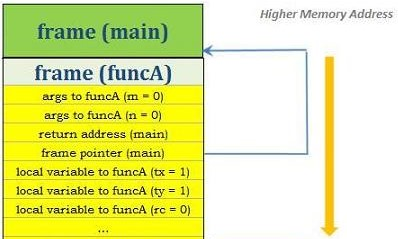 Higher Memory Address
frame (main)
frame (funcA)
args to funcA (m = 0)
args to funcA (n = 0)
return address (main)
frame pointer (main)
local variable to funcA (tx = 1)
local variable to funcA (ty = 1)
local variable to funcA (rc = 0)
...